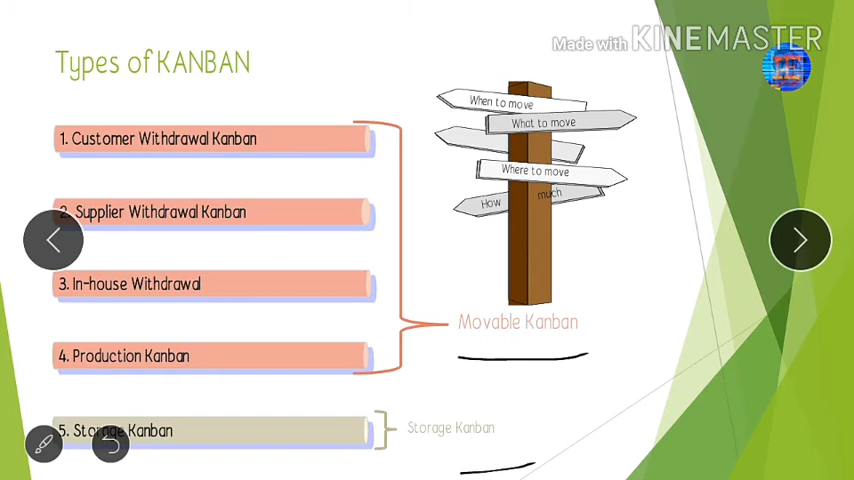 Made with KINEMASTER
Types of KANBAN
1. Customer Withdrawal Kanban
2. Supplier Withdrawal Kanban
3. In-house Withdrawal
4. Production Kanban
5. Storage Kanban
When to move
What to move
Where to move
How much
Movable Kanban
Storage Kanban